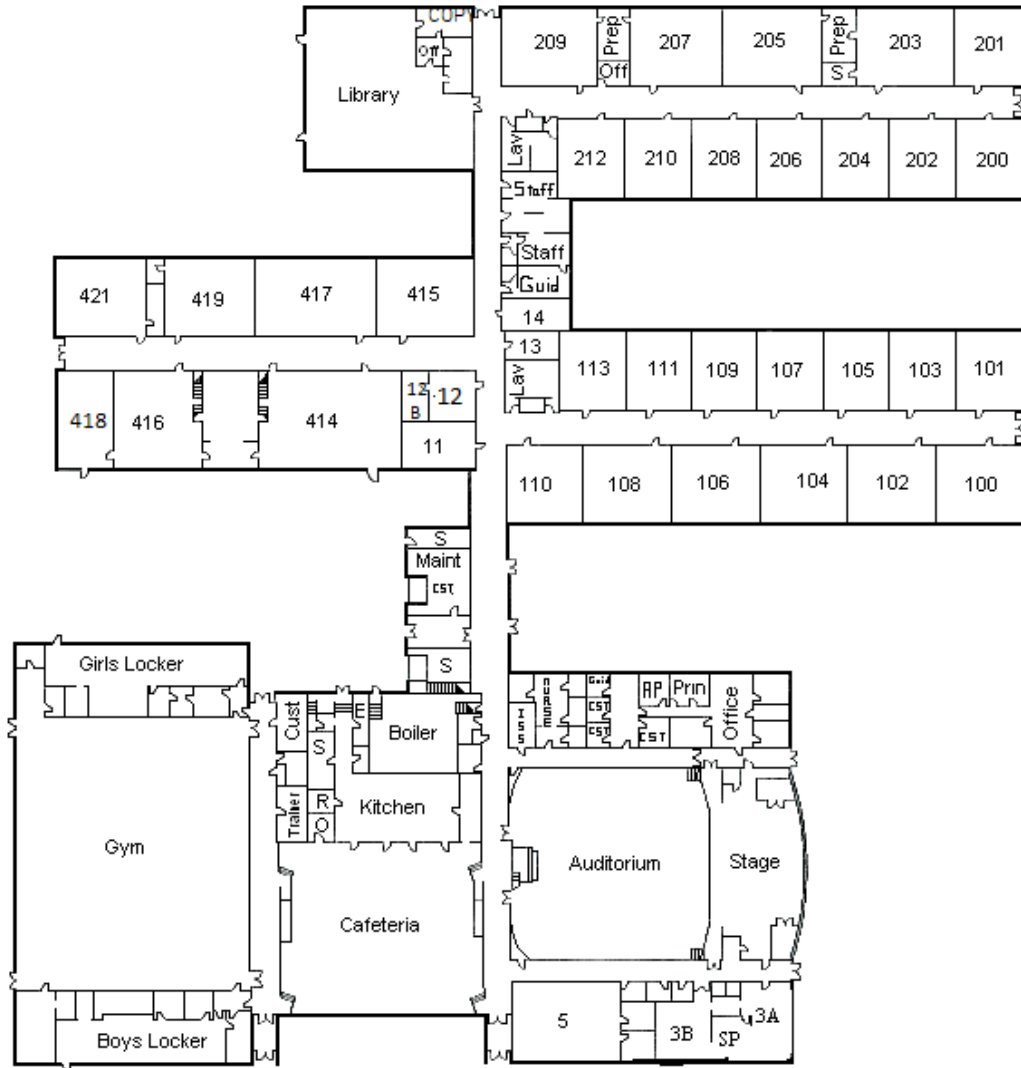 COPY
209
Prep
207
205
Prep
203
201
Off
Off
S
Library
Lav
212
210
208
206
204
202
200
Staff
Staff
Guid
421
419
417
415
14
13
113
111
109
107
105
103
101
Lav
418
416
414
12
B
12
11
110
108
106
104
102
100
S
Maint
CST
S
Girls Locker
Guid
CST
CST
AP
Prin
CST
Office
Cust
E
Boiler
S
R
O
Trainer
Kitchen
Gym
Auditorium
Stage
Cafeteria
5
3B
SP
3A
Boys Locker